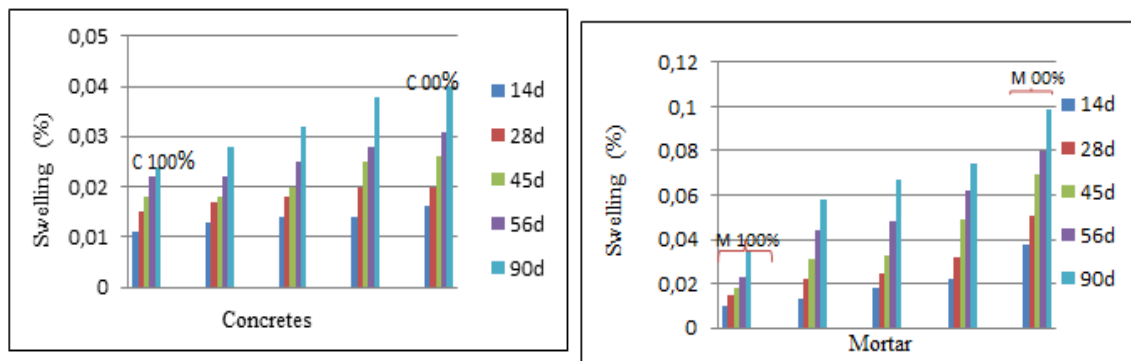 0,05
0,04
0,03
0,02
0,01
0
Swelling (%)
C 100%
C 00%
Concretes
14d
28d
45d
56d
90d
0,12
0,1
0,08
0,06
0,04
0,02
0
Swelling (%)
M 100%
M 00%
Mortar
14d
28d
45d
56d
90d